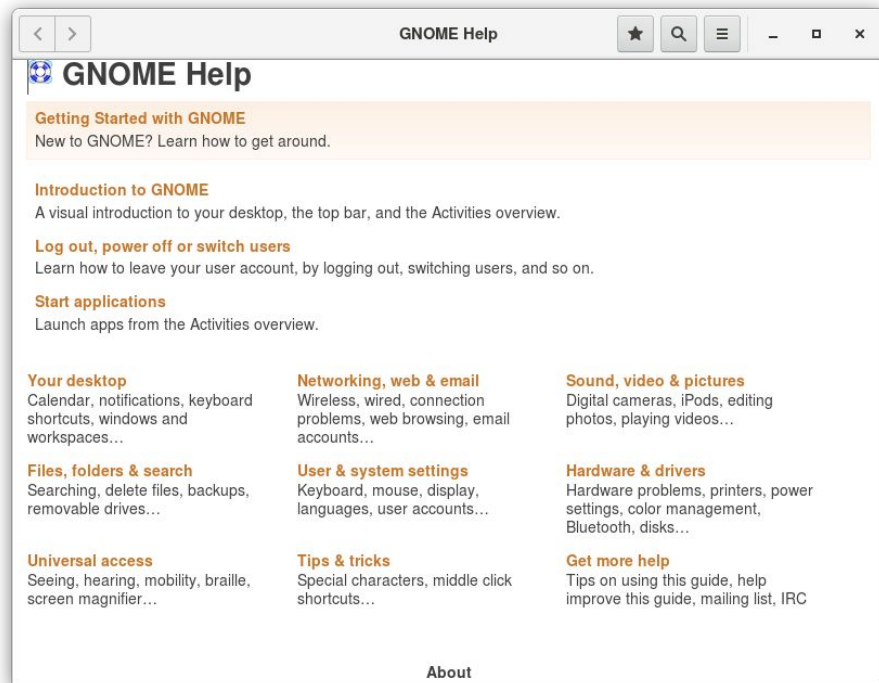 GNOME Help
GNOME Help
Getting Started with GNOME
New to GNOME? Learn how to get around.
Introduction to GNOME
A visual introduction to your desktop, the top bar, and the Activities overview.
Log out, power off or switch users
Learn how to leave your user account, by logging out, switching users, and so on.
Start applications
Launch apps from the Activities overview.
Your desktop
Calendar, notifications, keyboard
shortcuts, windows and
workspaces…
Networking, web & email
Wireless, wired, connection
problems, web browsing, email
accounts…
Sound, video & pictures
Digital cameras, iPods, editing
photos, playing videos…
Files, folders & search
Searching, delete files, backups,
removable drives…
User & system settings
Keyboard, mouse, display,
languages, user accounts…
Hardware & drivers
Hardware problems, printers, power
settings, color management,
Bluetooth, disks…
Universal access
Seeing, hearing, mobility, braille,
screen magnifier…
Tips & tricks
Special characters, middle click
shortcuts…
Get more help
Tips on using this guide, help
improve this guide, mailing list, IRC
About